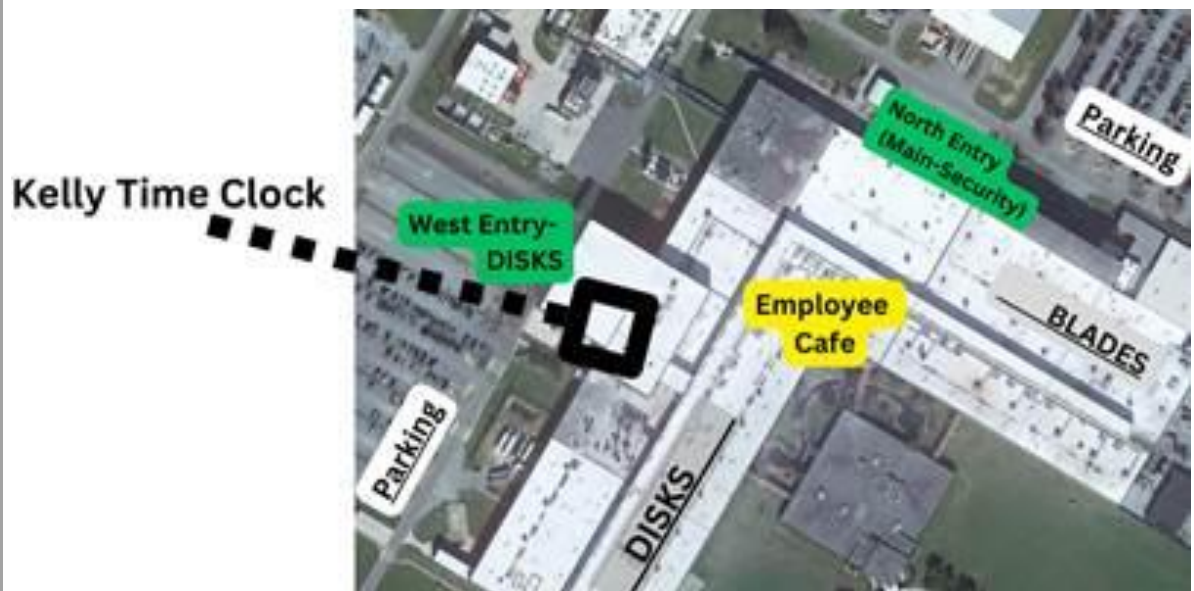 Kelly Time Clock
West Entry-
DISKS
North Entry
(Main-Security)
Parking
Employee
Cafe
BLADES
Parking
DISKS